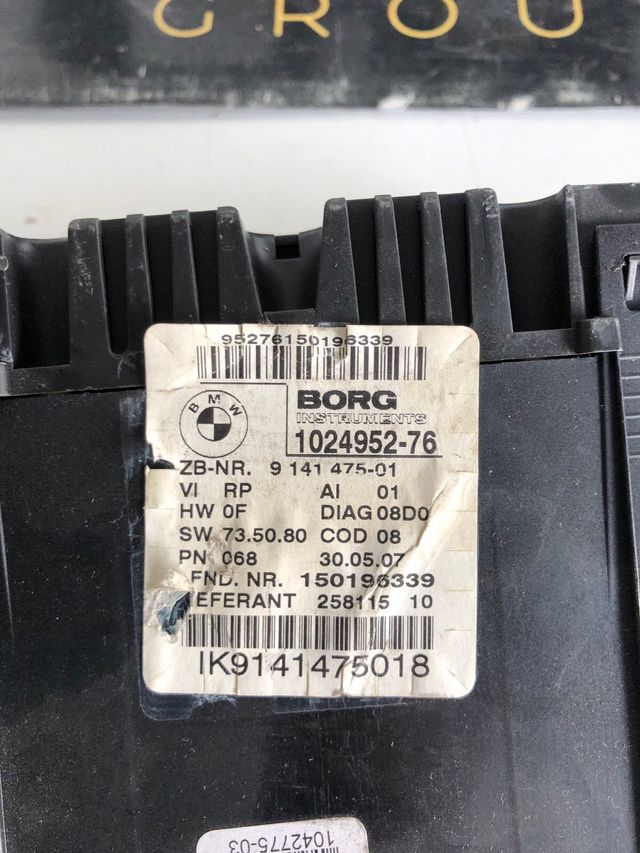 GROU
95276150196339
BMW
BORG
INSTRUMENTS
1024952-76
ZB-NR. 9 141 475-01
VI RP AI 01
HW 0F DIAG 08D0
SW 73.50.80 COD 08
PN 068 30.05.07
FND. NR. 150196339
EFERANT 258115 10
IK9141475018
1042775-03